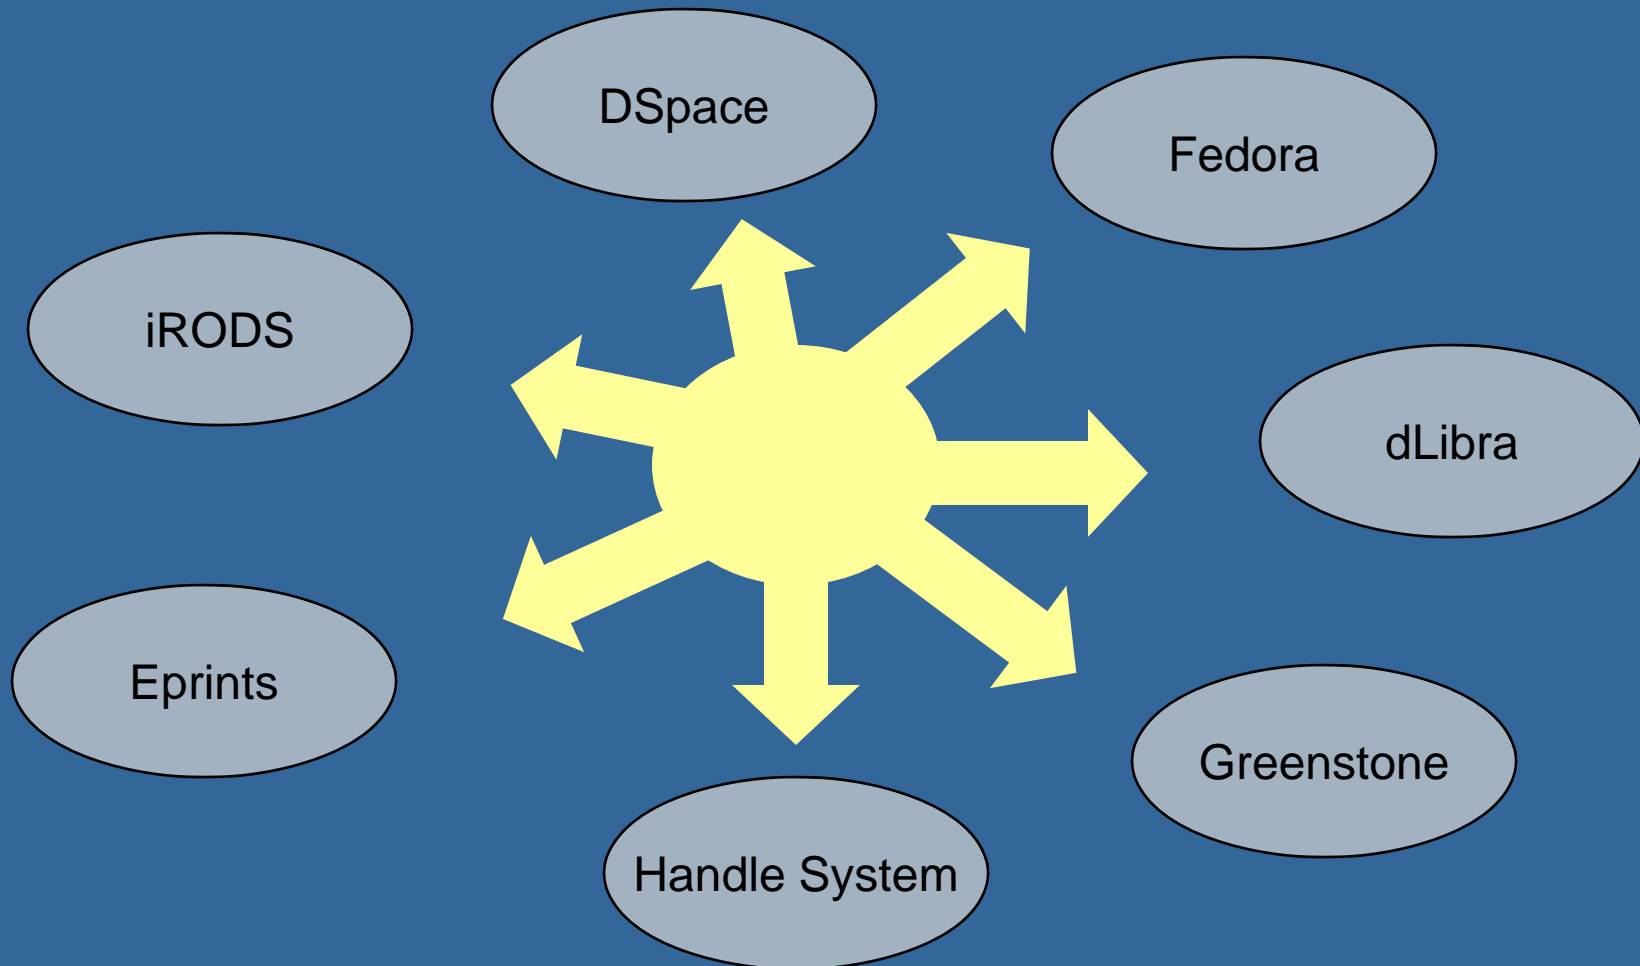 DSpace
Fedora
iRODS
dLibra
Eprints
Greenstone
Handle System